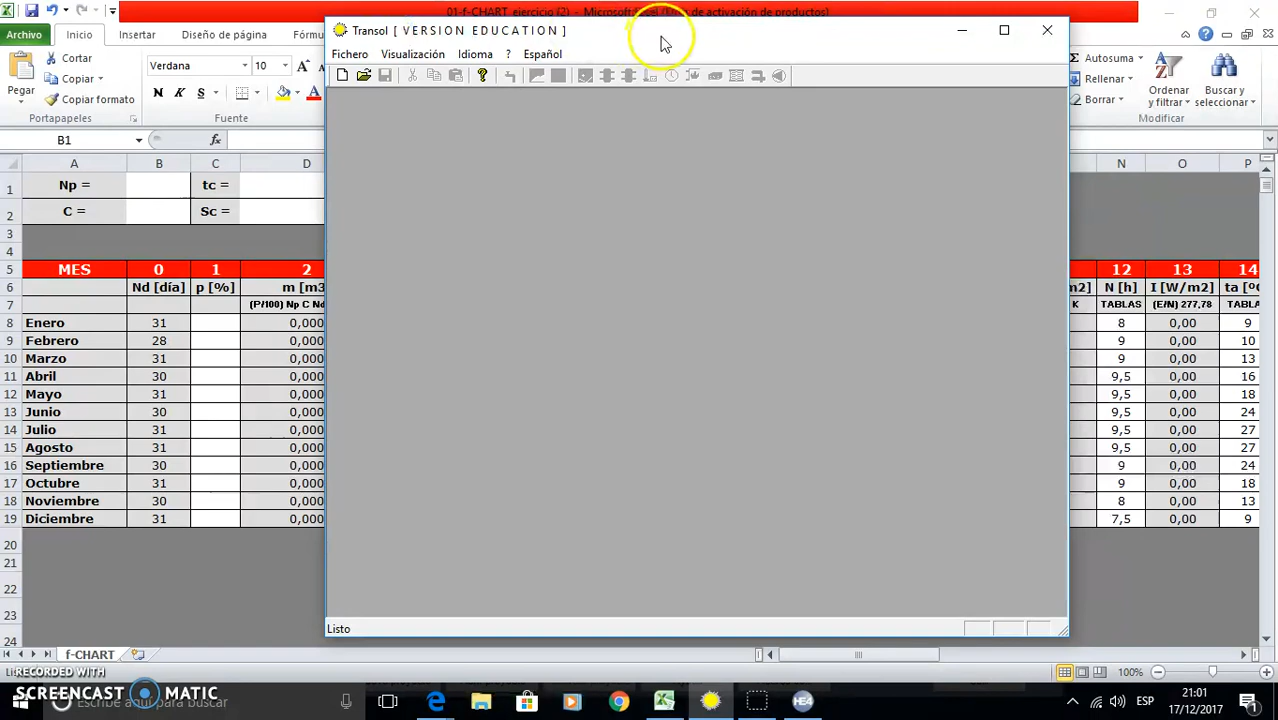 01-f-CHART ejercicio (2) - Microsoft Excel (Error de activación de productos)
Archivo Inicio Insertar Diseño de página
Cortar
Copiar
Copiar formato
Pegar
Portapapeles
Verdana 10
N K S
Fuente
Autosuma
Rellenar
Borrar
Ordenar y filtrar
Buscar y seleccionar
Modificar
B1 fx
Transol [ VERSION EDUCATION ]
Fichero Visualización Idioma ? Español
Listo
A B C D N O P
1 Np = tc =
2 C = Sc =
3
4
5 MES 0 1 2 12 13 14
6 Nd [día] p [%] m [m3 m2] N [h] I [W/m2] ta [ºC
7 (P/100) Np C Nd K TABLAS (E/N) 277,78 TABLA
8 Enero 31 0,000 8 0,00 9
9 Febrero 28 0,000 9 0,00 10
10 Marzo 31 0,000 9 0,00 13
11 Abril 30 0,000 9,5 0,00 16
12 Mayo 31 0,000 9,5 0,00 18
13 Junio 30 0,000 9,5 0,00 24
14 Julio 31 0,000 9,5 0,00 27
15 Agosto 31 0,000 9,5 0,00 27
16 Septiembre 30 0,000 9 0,00 24
17 Octubre 31 0,000 9 0,00 18
18 Noviembre 30 0,000 8 0,00 13
19 Diciembre 31 0,000 7,5 0,00 9
20
21
22
23
24
f-CHART
100%
RECORDED WITH
SCREENCAST MATIC
Escribe aquí para buscar
HE4
ESP
21:01
17/12/2017